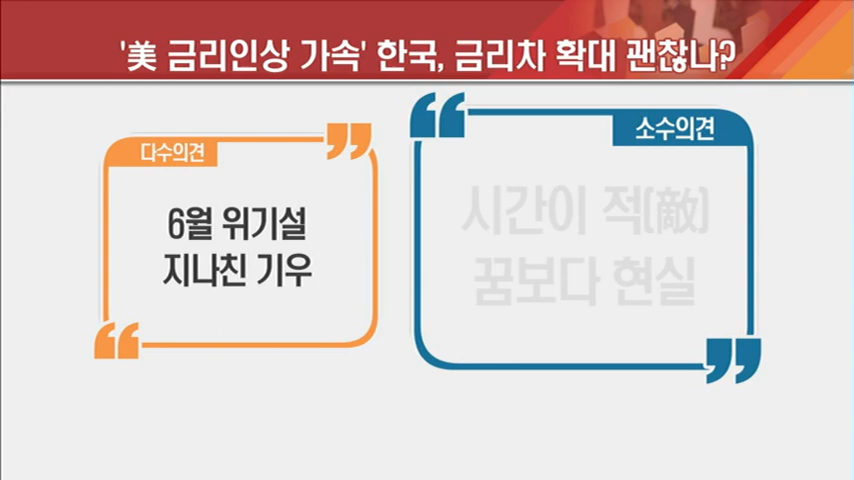 '美 금리인상 가속' 한국, 금리차 확대 괜찮나?
다수의견
6월 위기설
지나친 기우
소수의견
시간이 적(敵)
꿈보다 현실